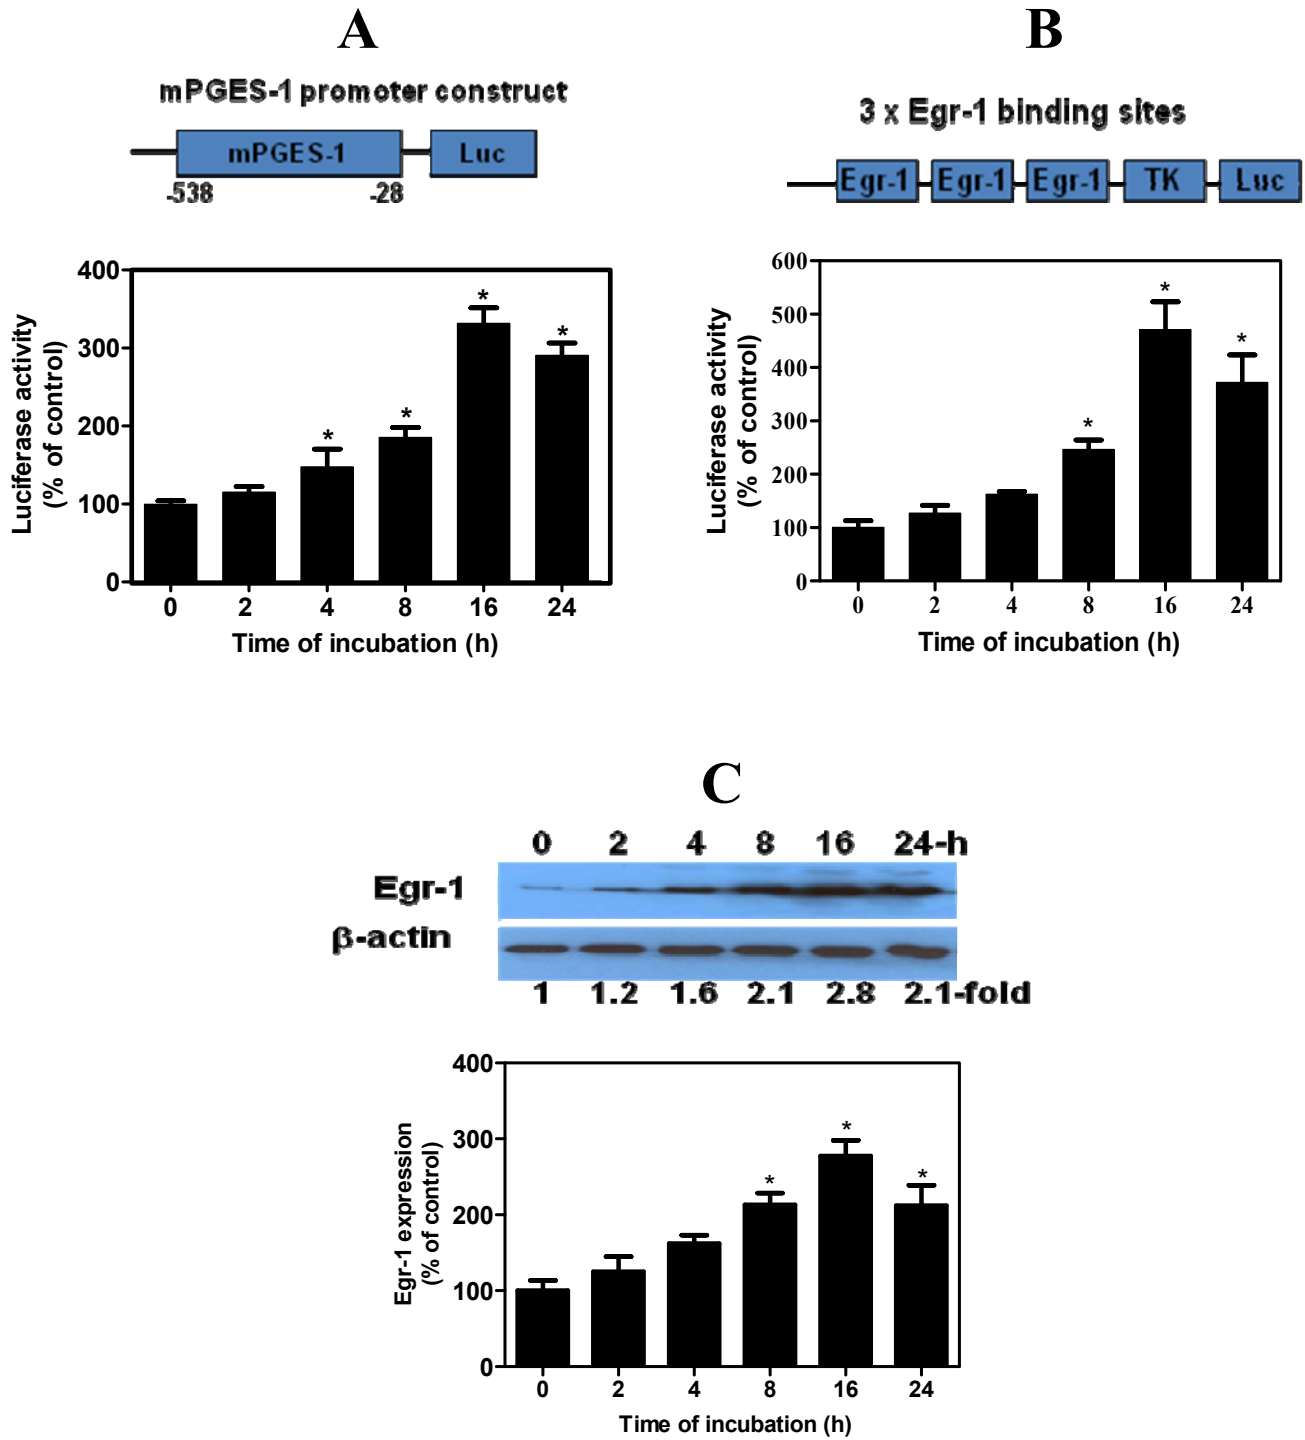 A
mPGES-1 promoter construct
mPGES-1 Luc
-538 -28
400
300
200
100
0
Luciferase activity
(% of control)
* * * *
0 2 4 8 16 24
Time of incubation (h)
B
3 x Egr-1 binding sites
Egr-1 Egr-1 Egr-1 TK Luc
600
500
400
300
200
100
0
Luciferase activity
(% of control)
* * *
0 2 4 8 16 24
Time of incubation (h)
C
0 2 4 8 16 24-h
Egr-1
β-actin
1 1.2 1.6 2.1 2.8 2.1-fold
400
300
200
100
0
Egr-1 expression
(% of control)
* * *
0 2 4 8 16 24
Time of incubation (h)